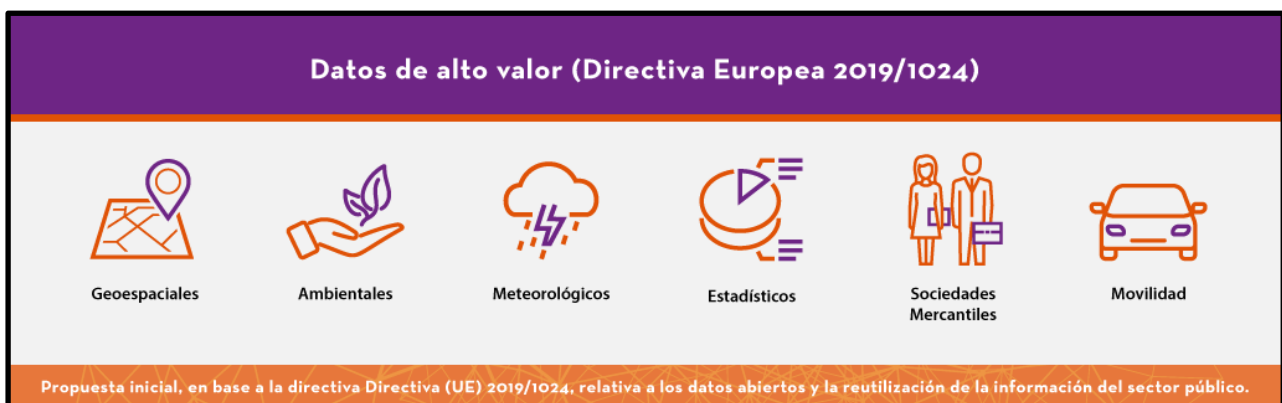 Datos de alto valor (Directiva Europea 2019/1024)
Geoespaciales
Ambientales
Meteorológicos
Estadísticos
Sociedades
Mercantiles
Movilidad
Propuesta inicial, en base a la directiva Directiva (UE) 2019/1024, relativa a los datos abiertos y la reutilización de la información del sector público.